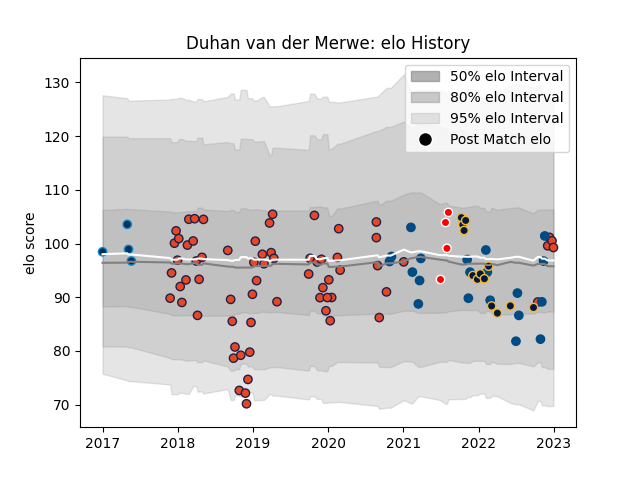 Duhan van der Merwe: elo History
50% elo Interval
80% elo Interval
95% elo Interval
Post Match elo
elo score
130
120
110
100
90
80
70
2017 2018 2019 2020 2021 2022 2023